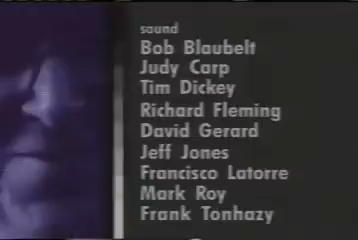 sound
Bob Blaubelt
Judy Carp
Tim Dickey
Richard Fleming
David Gerard
Jeff Jones
Francisco Latorre
Mark Roy
Frank Tonhazy